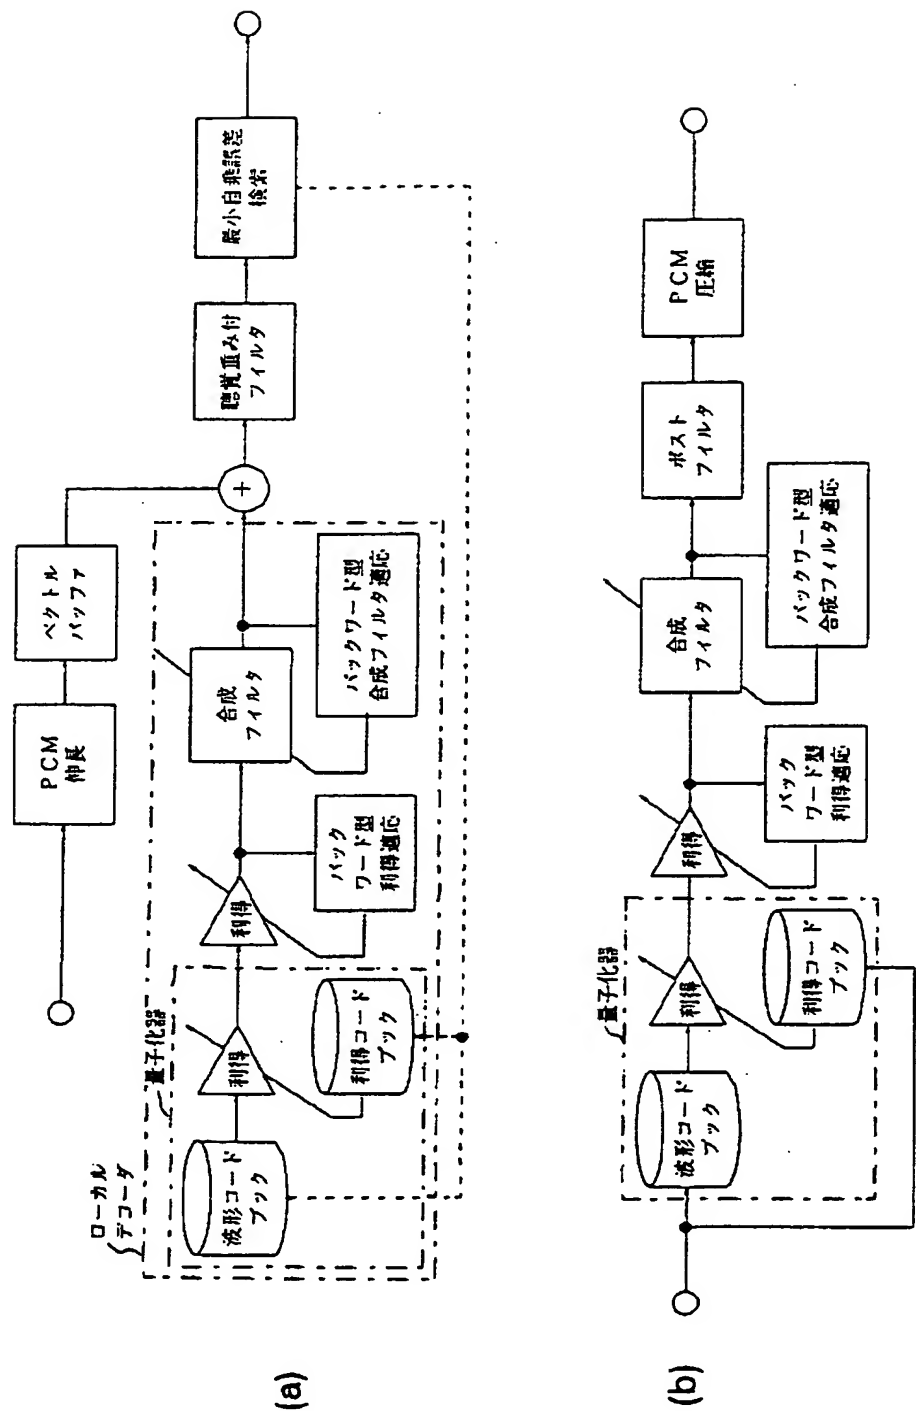 (a)
PCM
伸長
ベクトル
バッファ
ローカル
デコーダ
量子化器
波形コード
ブック
利得
利得コード
ブック
利得
バック
ワード型
利得適応
合成
フィルタ
バックワード型
合成フィルタ適応
+
聴覚重み付
フィルタ
最小自乗誤差
検索
(b)
量子化器
波形コード
ブック
利得
利得コード
ブック
利得
バック
ワード型
利得適応
合成
フィルタ
バックワード型
合成フィルタ適応
ポスト
フィルタ
PCM
圧縮